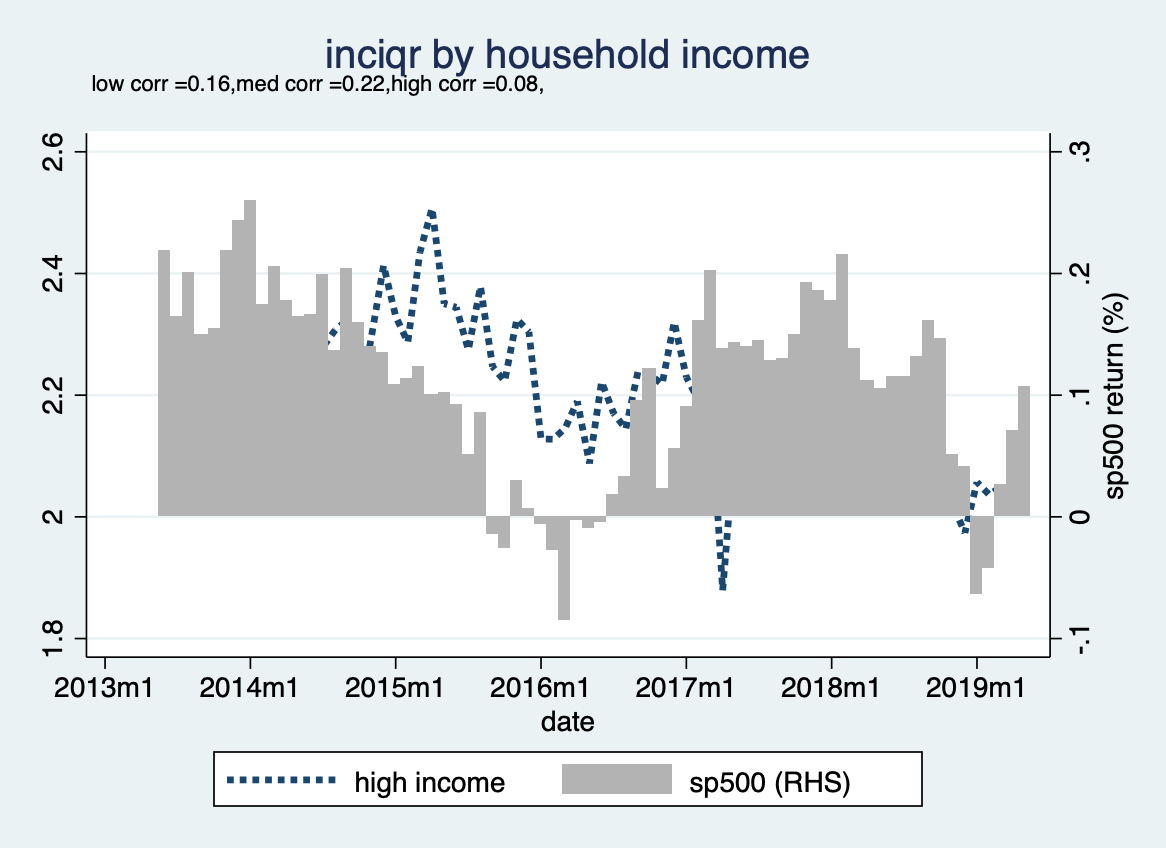 inciqr by household income
low corr =0.16,med corr =0.22,high corr =0.08,
2.6
2.4
2.2
2
1.8
.3
.2
.1
0
-.1
sp500 return (%)
2013m1 2014m1 2015m1 2016m1 2017m1 2018m1 2019m1
date
high income sp500 (RHS)